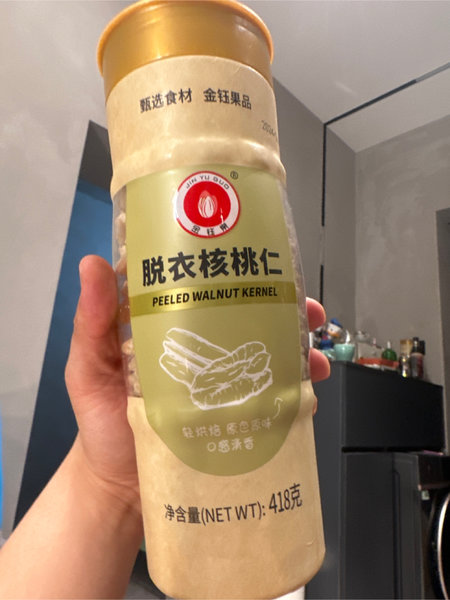 甄选食材 金钰果品
JIN YU GUO
®
金钰果
脱衣核桃仁
PEELED WALNUT KERNEL
轻烘焙 原色原味
口感清香
净含量(NET WT): 418克